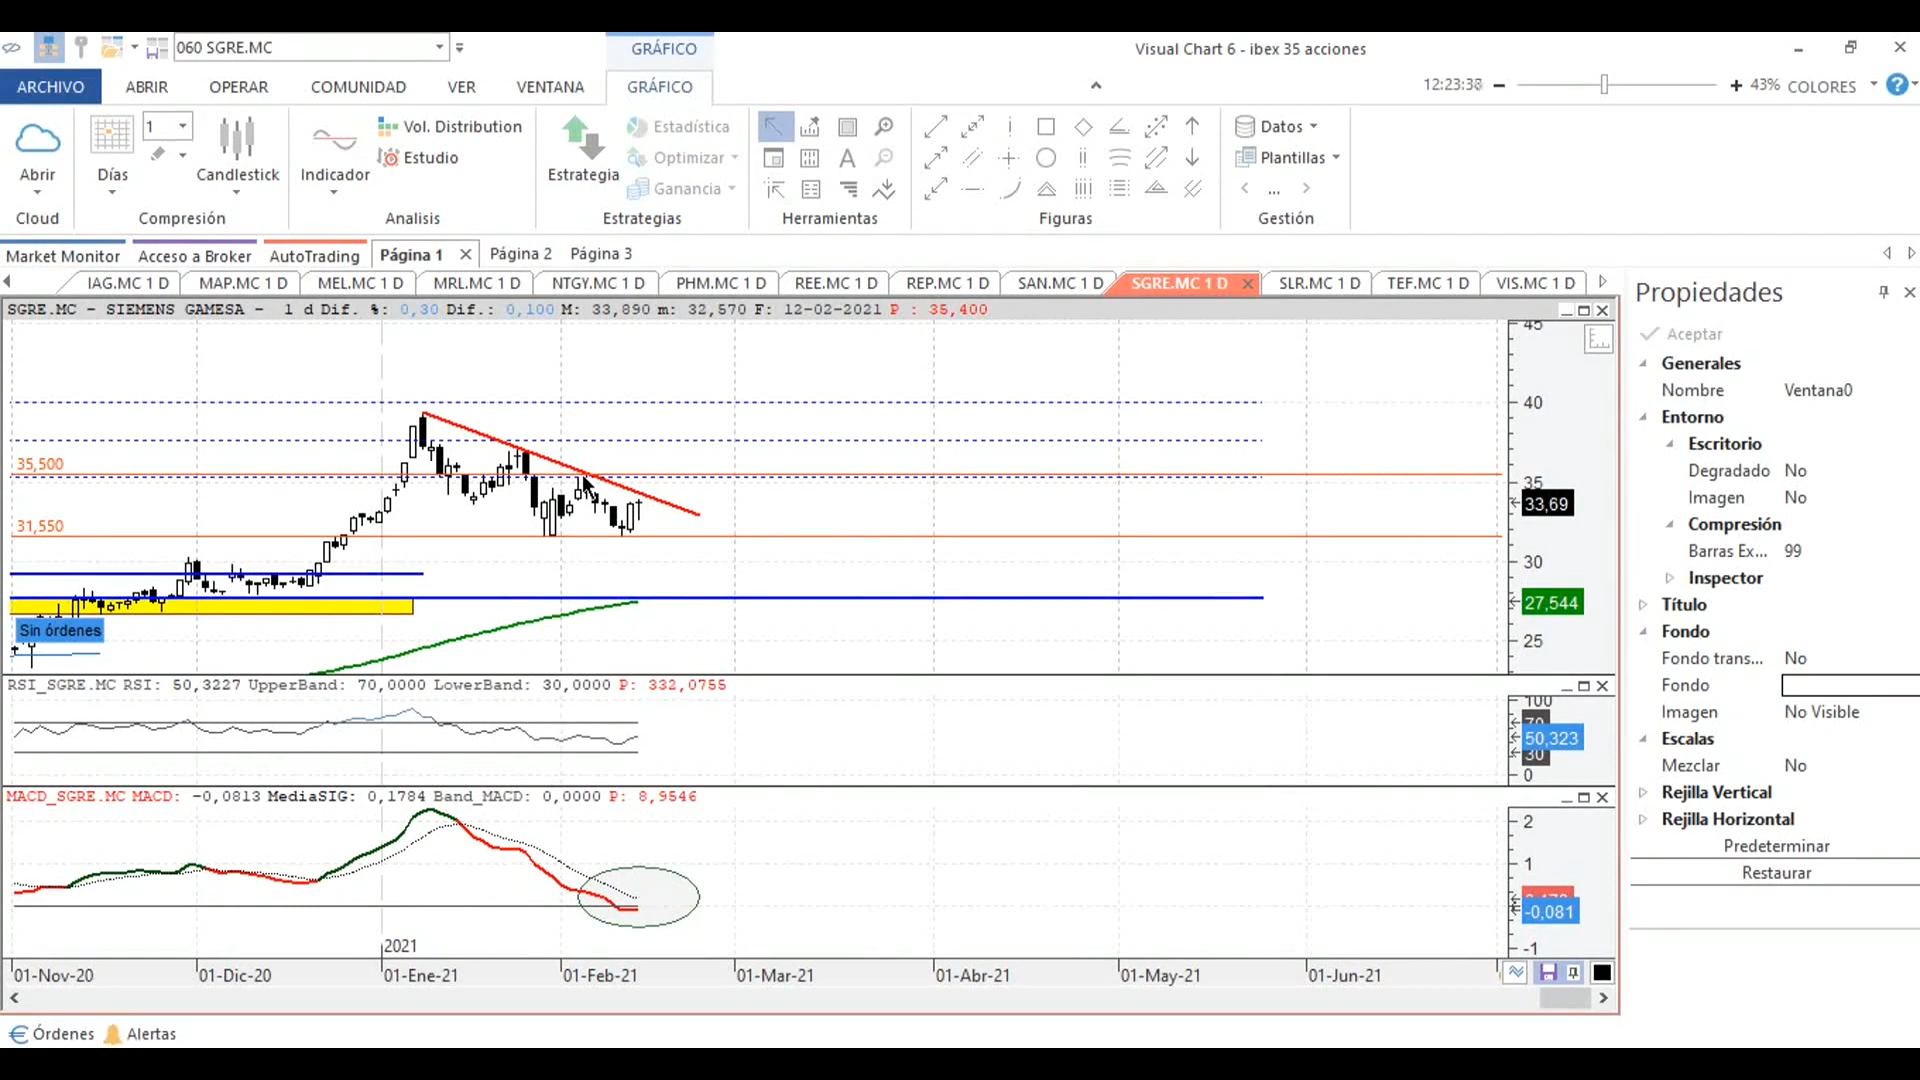 060 SGRE.MC
GRÁFICO
Visual Chart 6 - ibex 35 acciones
ARCHIVO ABRIR OPERAR COMUNIDAD VER VENTANA GRÁFICO
12:23:38 43% COLORES ?
Abrir
Cloud
Días
1
Candlestick
Compresión
Indicador
Vol. Distribution
Estudio
Analisis
Estrategia
Estadística
Optimizar
Ganancia
Estrategias
A
Herramientas
Figuras
Datos
Plantillas
...
Gestión
Market Monitor Acceso a Broker AutoTrading Página 1 Página 2 Página 3
IAG.MC 1 D MAP.MC 1 D MEL.MC 1 D MRL.MC 1 D NTGY.MC 1 D PHM.MC 1 D REE.MC 1 D REP.MC 1 D SAN.MC 1 D SGRE.MC 1 D SLR.MC 1 D TEF.MC 1 D VIS.MC 1 D
SGRE.MC - SIEMENS GAMESA - 1 d Dif. %: 0,30 Dif.: 0,100 M: 33,890 m: 32,570 F: 12-02-2021 P : 35,400
45
40
35,500
35
33,69
31,550
30
27,544
Sin órdenes
25
RSI_SGRE.MC RSI: 50,3227 UpperBand: 70,0000 LowerBand: 30,0000 P: 332,0755
100
70
50,323
30
0
MACD_SGRE.MC MACD: -0,0813 MediaSIG: 0,1784 Band_MACD: 0,0000 P: 8,9546
2
1
-0,081
-1
2021
01-Nov-20 01-Dic-20 01-Ene-21 01-Feb-21 01-Mar-21 01-Abr-21 01-May-21 01-Jun-21
Órdenes Alertas
Propiedades
Aceptar
Generales
Nombre Ventana0
Entorno
Escritorio
Degradado No
Imagen No
Compresión
Barras Ex... 99
Inspector
Título
Fondo
Fondo trans... No
Fondo
Imagen No Visible
Escalas
Mezclar No
Rejilla Vertical
Rejilla Horizontal
Predeterminar
Restaurar